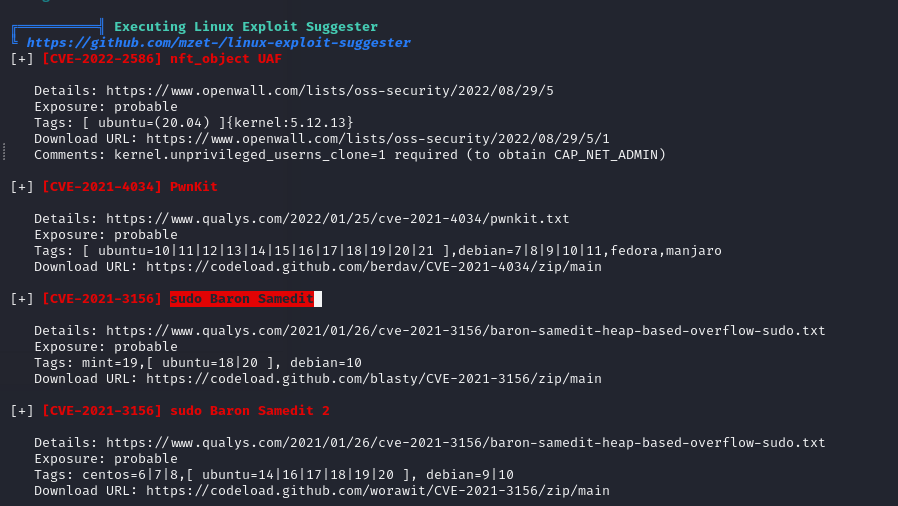 Executing Linux Exploit Suggester
https://github.com/mzet-/linux-exploit-suggester
[+] [CVE-2022-2586] nft_object UAF
Details: https://www.openwall.com/lists/oss-security/2022/08/29/5
Exposure: probable
Tags: [ ubuntu=(20.04) ]{kernel:5.12.13}
Download URL: https://www.openwall.com/lists/oss-security/2022/08/29/5/1
Comments: kernel.unprivileged_userns_clone=1 required (to obtain CAP_NET_ADMIN)
[+] [CVE-2021-4034] PwnKit
Details: https://www.qualys.com/2022/01/25/cve-2021-4034/pwnkit.txt
Exposure: probable
Tags: [ ubuntu=10|11|12|13|14|15|16|17|18|19|20|21 ],debian=7|8|9|10|11,fedora,manjaro
Download URL: https://codeload.github.com/berdav/CVE-2021-4034/zip/main
[+] [CVE-2021-3156] sudo Baron Samedit
Details: https://www.qualys.com/2021/01/26/cve-2021-3156/baron-samedit-heap-based-overflow-sudo.txt
Exposure: probable
Tags: mint=19,[ ubuntu=18|20 ], debian=10
Download URL: https://codeload.github.com/blasty/CVE-2021-3156/zip/main
[+] [CVE-2021-3156] sudo Baron Samedit 2
Details: https://www.qualys.com/2021/01/26/cve-2021-3156/baron-samedit-heap-based-overflow-sudo.txt
Exposure: probable
Tags: centos=6|7|8,[ ubuntu=14|16|17|18|19|20 ], debian=9|10
Download URL: https://codeload.github.com/worawit/CVE-2021-3156/zip/main